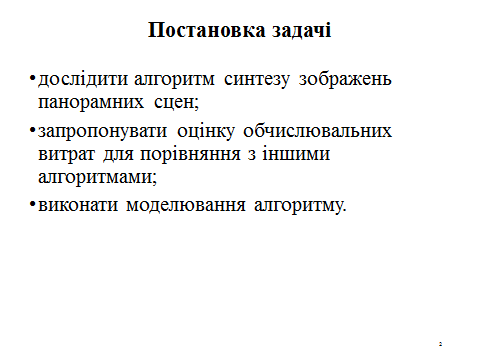 Постановка задачі
•дослідити алгоритм синтезу зображень
панорамних сцен;
•запропонувати оцінку обчислювальних
витрат для порівняння з іншими
алгоритмами;
•виконати моделювання алгоритму.
2